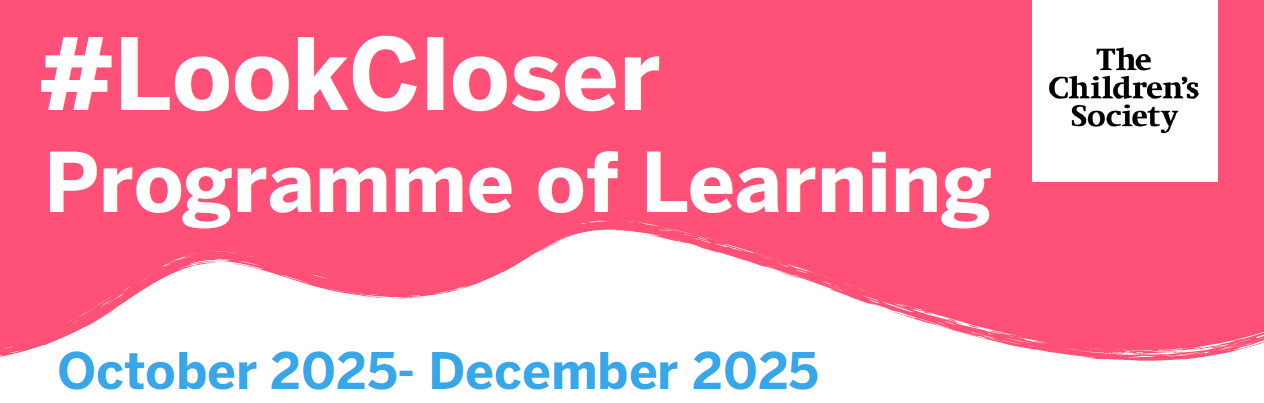 #LookCloser
Programme of Learning
The
Children’s
Society
October 2025- December 2025